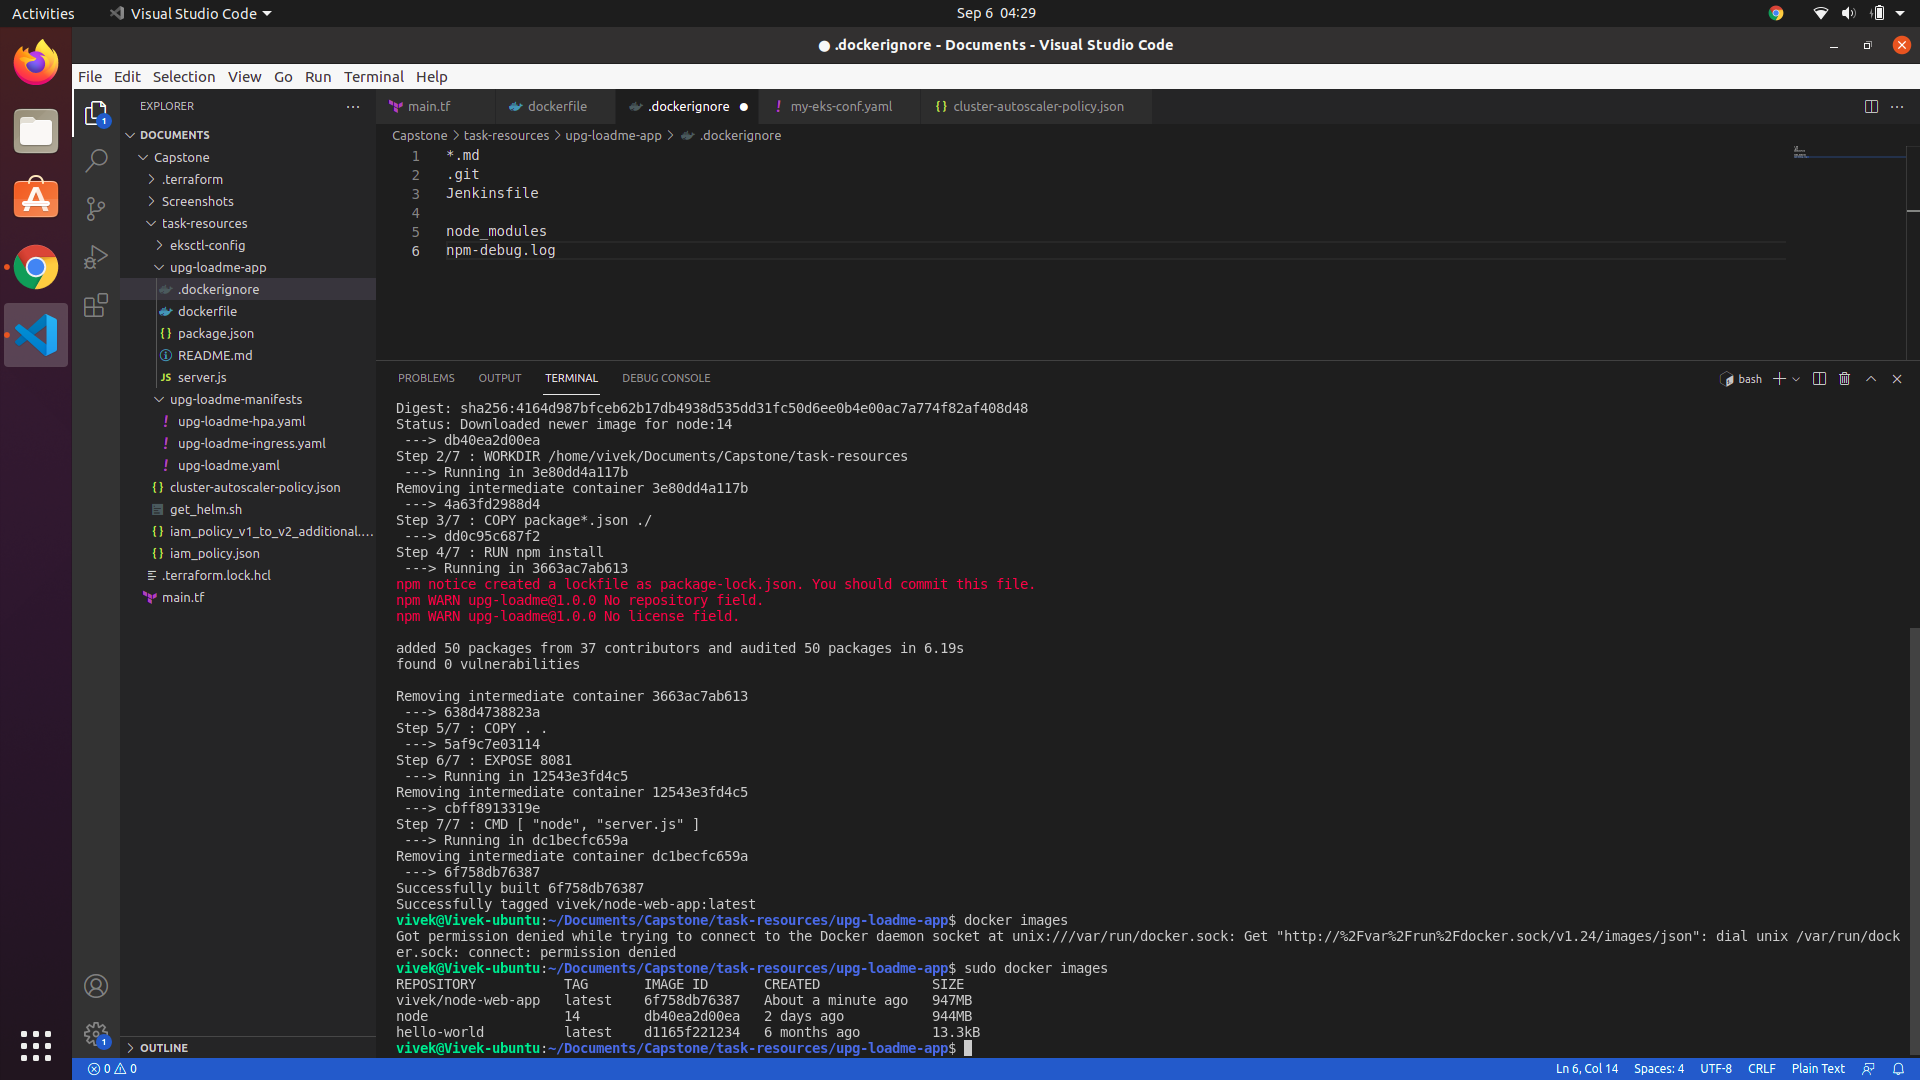 Activities
Visual Studio Code
Sep 6 04:29
● .dockerignore - Documents - Visual Studio Code
File Edit Selection View Go Run Terminal Help
EXPLORER
DOCUMENTS
Capstone
.terraform
Screenshots
task-resources
eksctl-config
upg-loadme-app
.dockerignore
dockerfile
package.json
README.md
server.js
upg-loadme-manifests
upg-loadme-hpa.yaml
upg-loadme-ingress.yaml
upg-loadme.yaml
cluster-autoscaler-policy.json
get_helm.sh
iam_policy_v1_to_v2_additional....
iam_policy.json
.terraform.lock.hcl
main.tf
OUTLINE
main.tf dockerfile .dockerignore my-eks-conf.yaml cluster-autoscaler-policy.json
Capstone > task-resources > upg-loadme-app > .dockerignore
1 *.md
2 .git
3 Jenkinsfile
4
5 node_modules
6 npm-debug.log
PROBLEMS OUTPUT TERMINAL DEBUG CONSOLE
bash
Digest: sha256:4164d987bfceb62b17db4938d535dd31fc50d6ee0b4e00ac7a774f82af408d48
Status: Downloaded newer image for node:14
---> db40ea2d00ea
Step 2/7 : WORKDIR /home/vivek/Documents/Capstone/task-resources
---> Running in 3e80dd4a117b
Removing intermediate container 3e80dd4a117b
---> 4a63fd2988d4
Step 3/7 : COPY package*.json ./
---> dd0c95c687f2
Step 4/7 : RUN npm install
---> Running in 3663ac7ab613
npm notice created a lockfile as package-lock.json. You should commit this file.
npm WARN upg-loadme@1.0.0 No repository field.
npm WARN upg-loadme@1.0.0 No license field.
added 50 packages from 37 contributors and audited 50 packages in 6.19s
found 0 vulnerabilities
Removing intermediate container 3663ac7ab613
---> 638d4738823a
Step 5/7 : COPY . .
---> 5af9c7e03114
Step 6/7 : EXPOSE 8081
---> Running in 12543e3fd4c5
Removing intermediate container 12543e3fd4c5
---> cbff8913319e
Step 7/7 : CMD [ "node", "server.js" ]
---> Running in dc1becfc659a
Removing intermediate container dc1becfc659a
---> 6f758db76387
Successfully built 6f758db76387
Successfully tagged vivek/node-web-app:latest
vivek@Vivek-ubuntu:~/Documents/Capstone/task-resources/upg-loadme-app$ docker images
Got permission denied while trying to connect to the Docker daemon socket at unix:///var/run/docker.sock: Get "http://%2Fvar%2Frun%2Fdocker.sock/v1.24/images/json": dial unix /var/run/dock
er.sock: connect: permission denied
vivek@Vivek-ubuntu:~/Documents/Capstone/task-resources/upg-loadme-app$ sudo docker images
REPOSITORY TAG IMAGE ID CREATED SIZE
vivek/node-web-app latest 6f758db76387 About a minute ago 947MB
node 14 db40ea2d00ea 2 days ago 944MB
hello-world latest d1165f221234 6 months ago 13.3kB
vivek@Vivek-ubuntu:~/Documents/Capstone/task-resources/upg-loadme-app$
0 0
Ln 6, Col 14 Spaces: 4 UTF-8 CRLF Plain Text